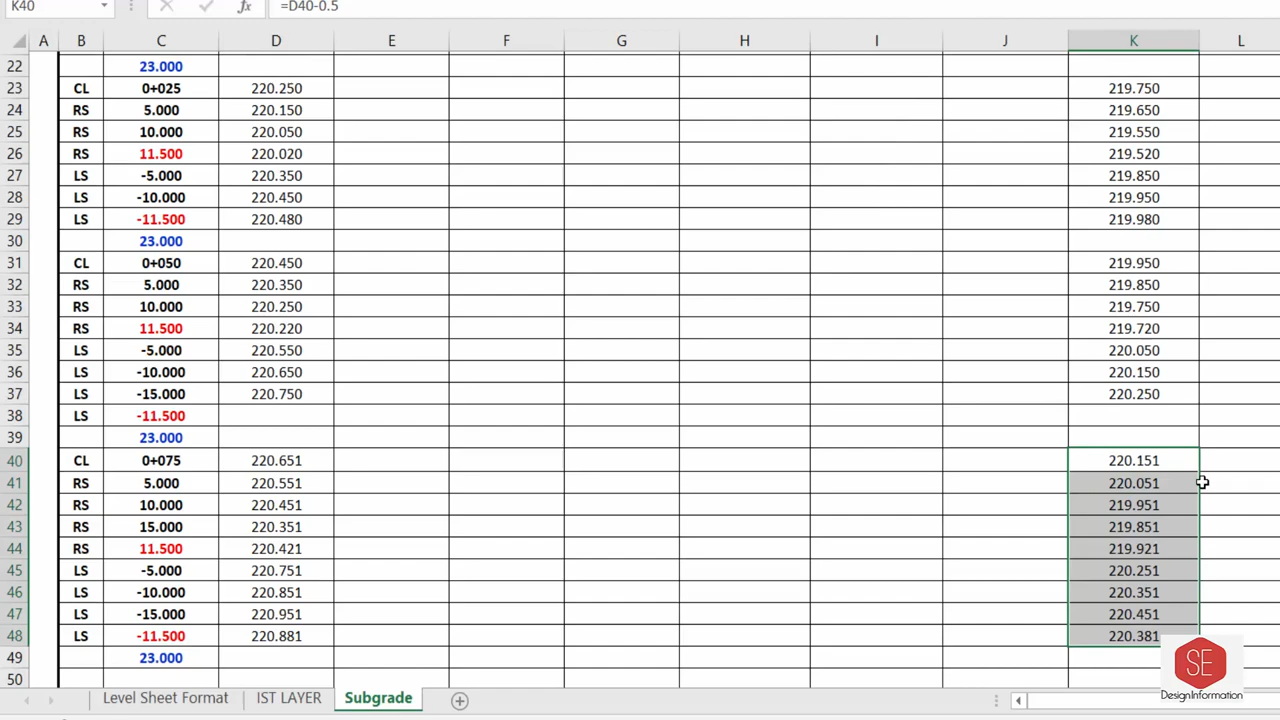 K40 fx =D40-0.5
A B C D E F G H I J K L
22 23.000
23 CL 0+025 220.250 219.750
24 RS 5.000 220.150 219.650
25 RS 10.000 220.050 219.550
26 RS 11.500 220.020 219.520
27 LS -5.000 220.350 219.850
28 LS -10.000 220.450 219.950
29 LS -11.500 220.480 219.980
30 23.000
31 CL 0+050 220.450 219.950
32 RS 5.000 220.350 219.850
33 RS 10.000 220.250 219.750
34 RS 11.500 220.220 219.720
35 LS -5.000 220.550 220.050
36 LS -10.000 220.650 220.150
37 LS -15.000 220.750 220.250
38 LS -11.500
39 23.000
40 CL 0+075 220.651 220.151
41 RS 5.000 220.551 220.051
42 RS 10.000 220.451 219.951
43 RS 15.000 220.351 219.851
44 RS 11.500 220.421 219.921
45 LS -5.000 220.751 220.251
46 LS -10.000 220.851 220.351
47 LS -15.000 220.951 220.451
48 LS -11.500 220.881 220.381
49 23.000
50
SE
DesignInformation
Level Sheet Format IST LAYER Subgrade